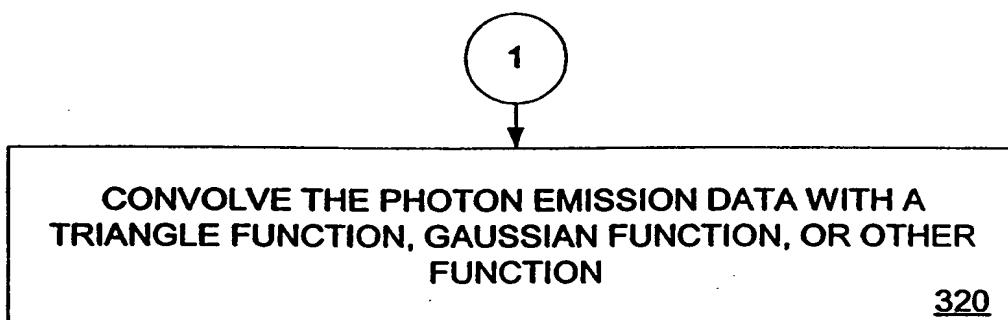 1
CONVOLVE THE PHOTON EMISSION DATA WITH A
TRIANGLE FUNCTION, GAUSSIAN FUNCTION, OR OTHER
FUNCTION
320